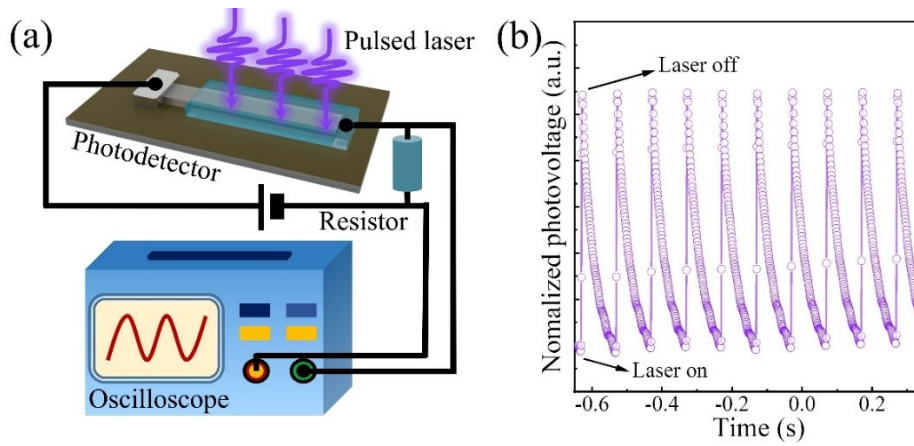 (a)
Pulsed laser
Photodetector
Resistor
Oscilloscope
(b)
Nomalized photovoltage (a.u.)
Laser off
Laser on
-0.6 -0.4 -0.2 0.0 0.2
Time (s)